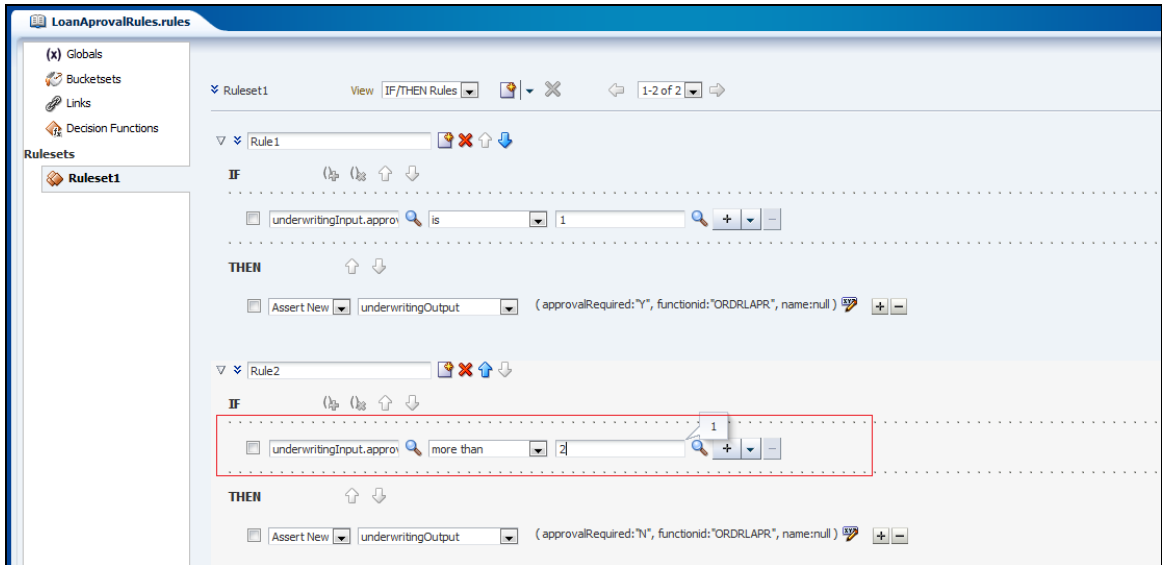 LoanAprovalRules.rules
(x) Globals
Bucketsets
Links
Decision Functions
Rulesets
Ruleset1
Ruleset1 View IF/THEN Rules 1-2 of 2
Rule1
IF
underwritingInput.approv is 1
THEN
Assert New underwritingOutput ( approvalRequired:"Y", functionid:"ORDRLAPR", name:null )
Rule2
IF
1
underwritingInput.approv more than 2
THEN
Assert New underwritingOutput ( approvalRequired:"N", functionid:"ORDRLAPR", name:null )